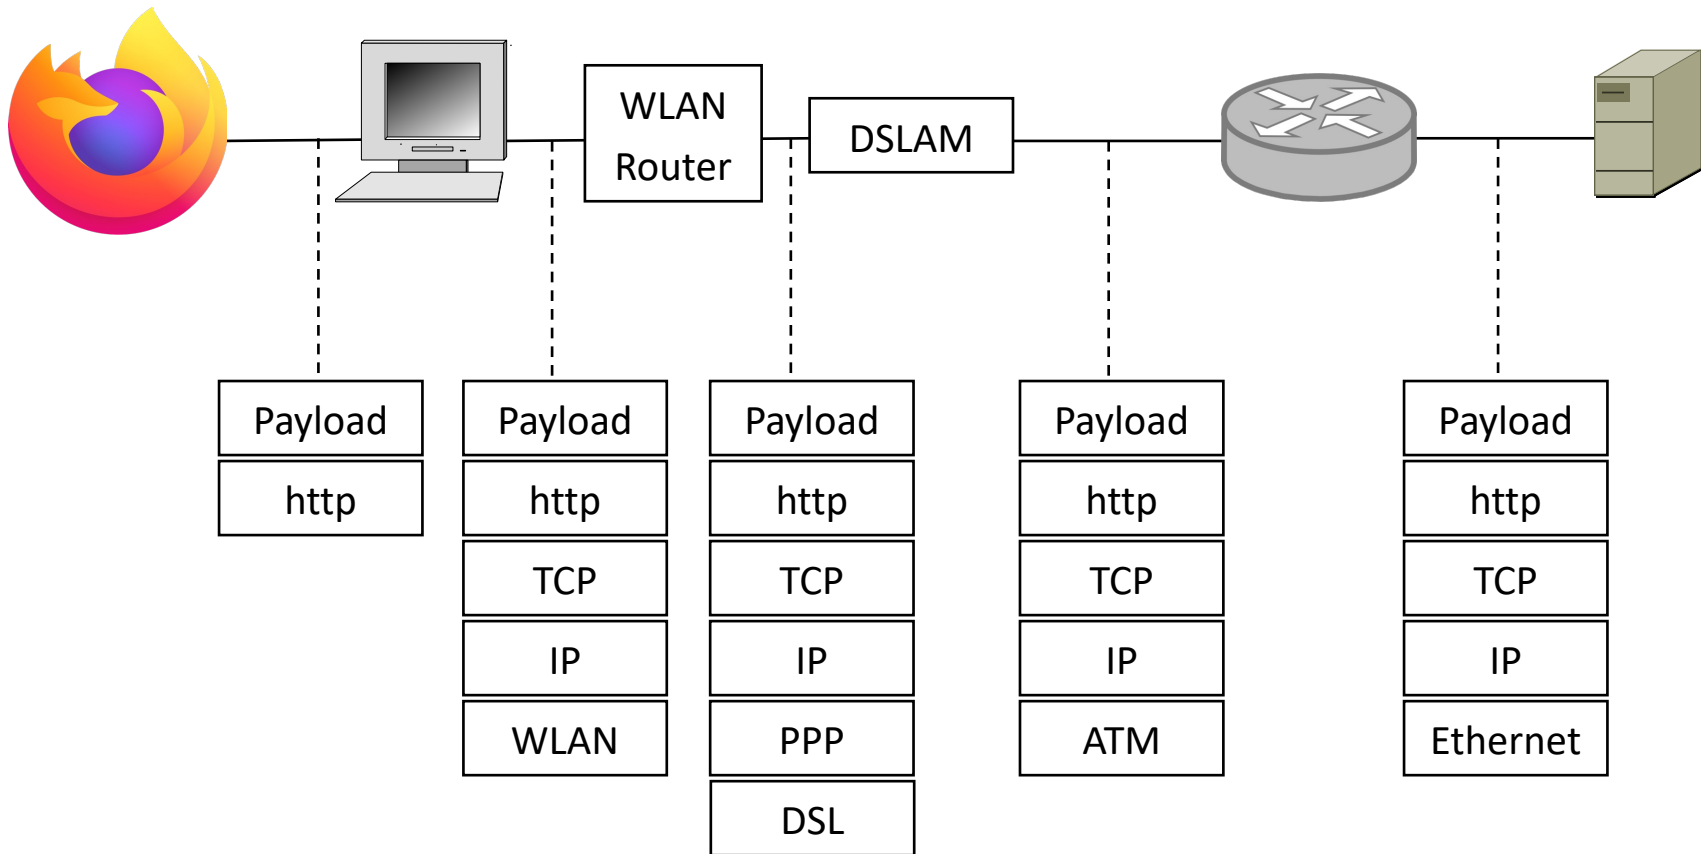 WLAN
Router
DSLAM
Payload
http
Payload
http
TCP
IP
WLAN
Payload
http
TCP
IP
PPP
DSL
Payload
http
TCP
IP
ATM
Payload
http
TCP
IP
Ethernet